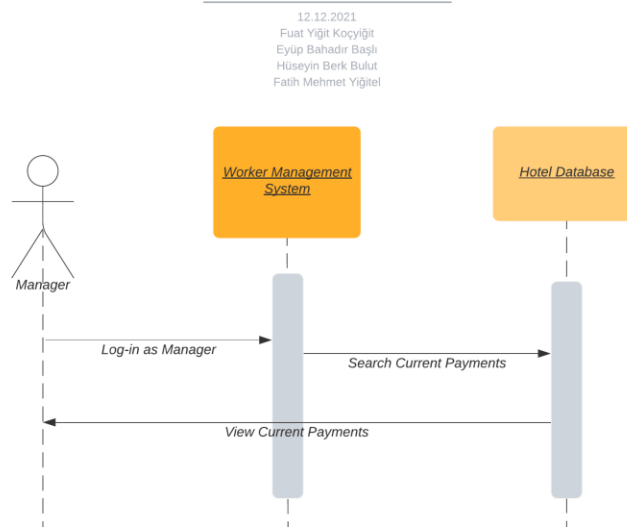 12.12.2021
Fuat Yiğit Koçyiğit
Eyüp Bahadır Başlı
Hüseyin Berk Bulut
Fatih Mehmet Yiğitel
Worker Management
System
Hotel Database
Manager
Log-in as Manager
Search Current Payments
View Current Payments